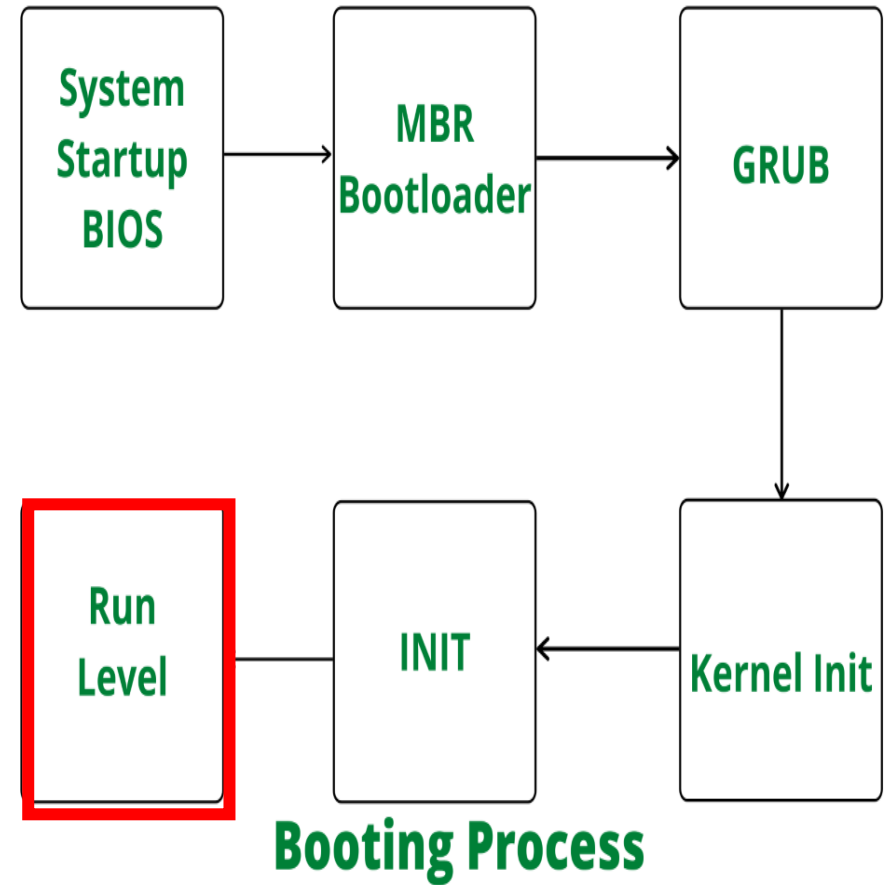 System
Startup
BIOS
MBR
Bootloader
GRUB
Run
Level
INIT
Kernel Init
Booting Process